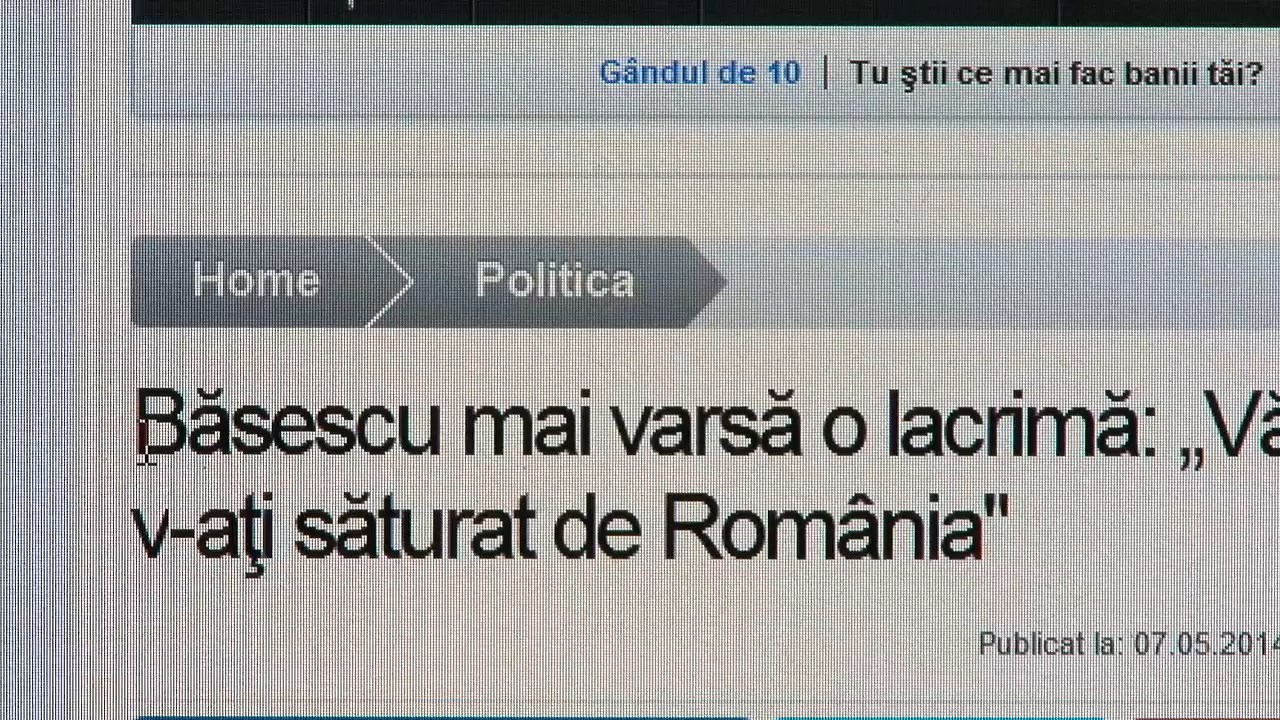 Gândul de 10 | Tu ştii ce mai fac banii tăi?
Home Politica
Băsescu mai varsă o lacrimă: „Vă
v-aţi săturat de România"
Publicat la: 07.05.2014